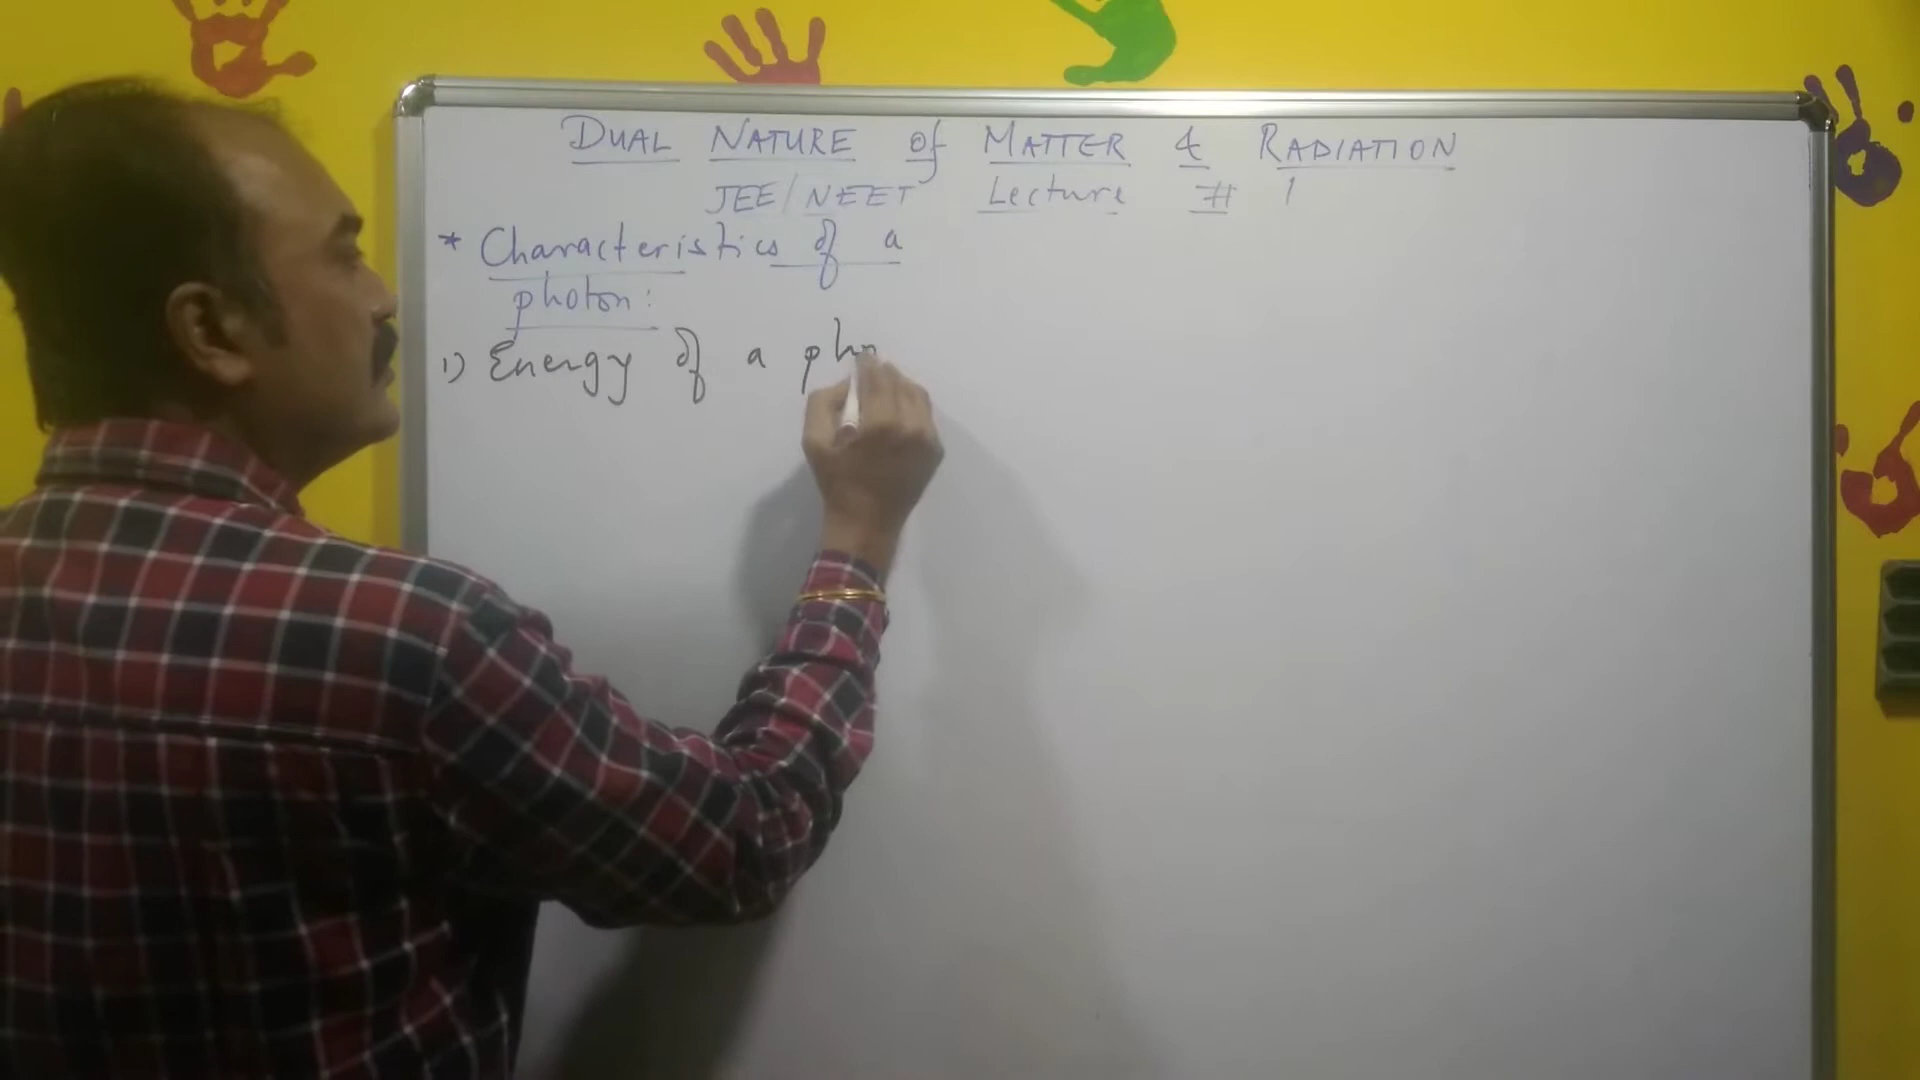 DUAL NATURE Of MATTER & RADIATION
JEE/NEET Lecture # 1
* Characteristics of a
photon:
1) Energy of a pho